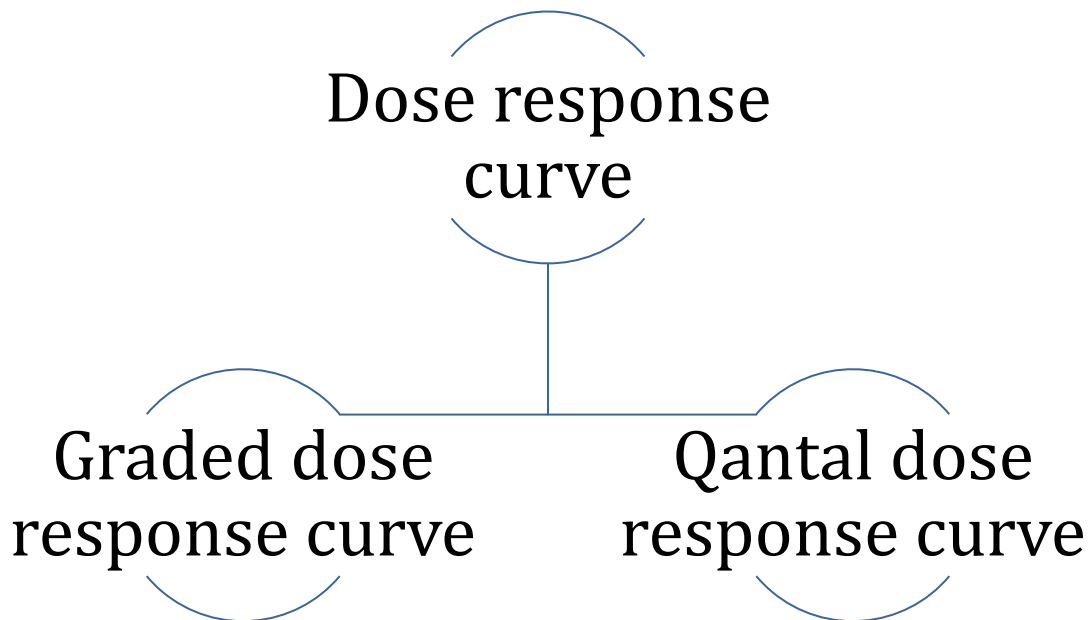 Dose response
curve
Graded dose
response curve
Qantal dose
response curve